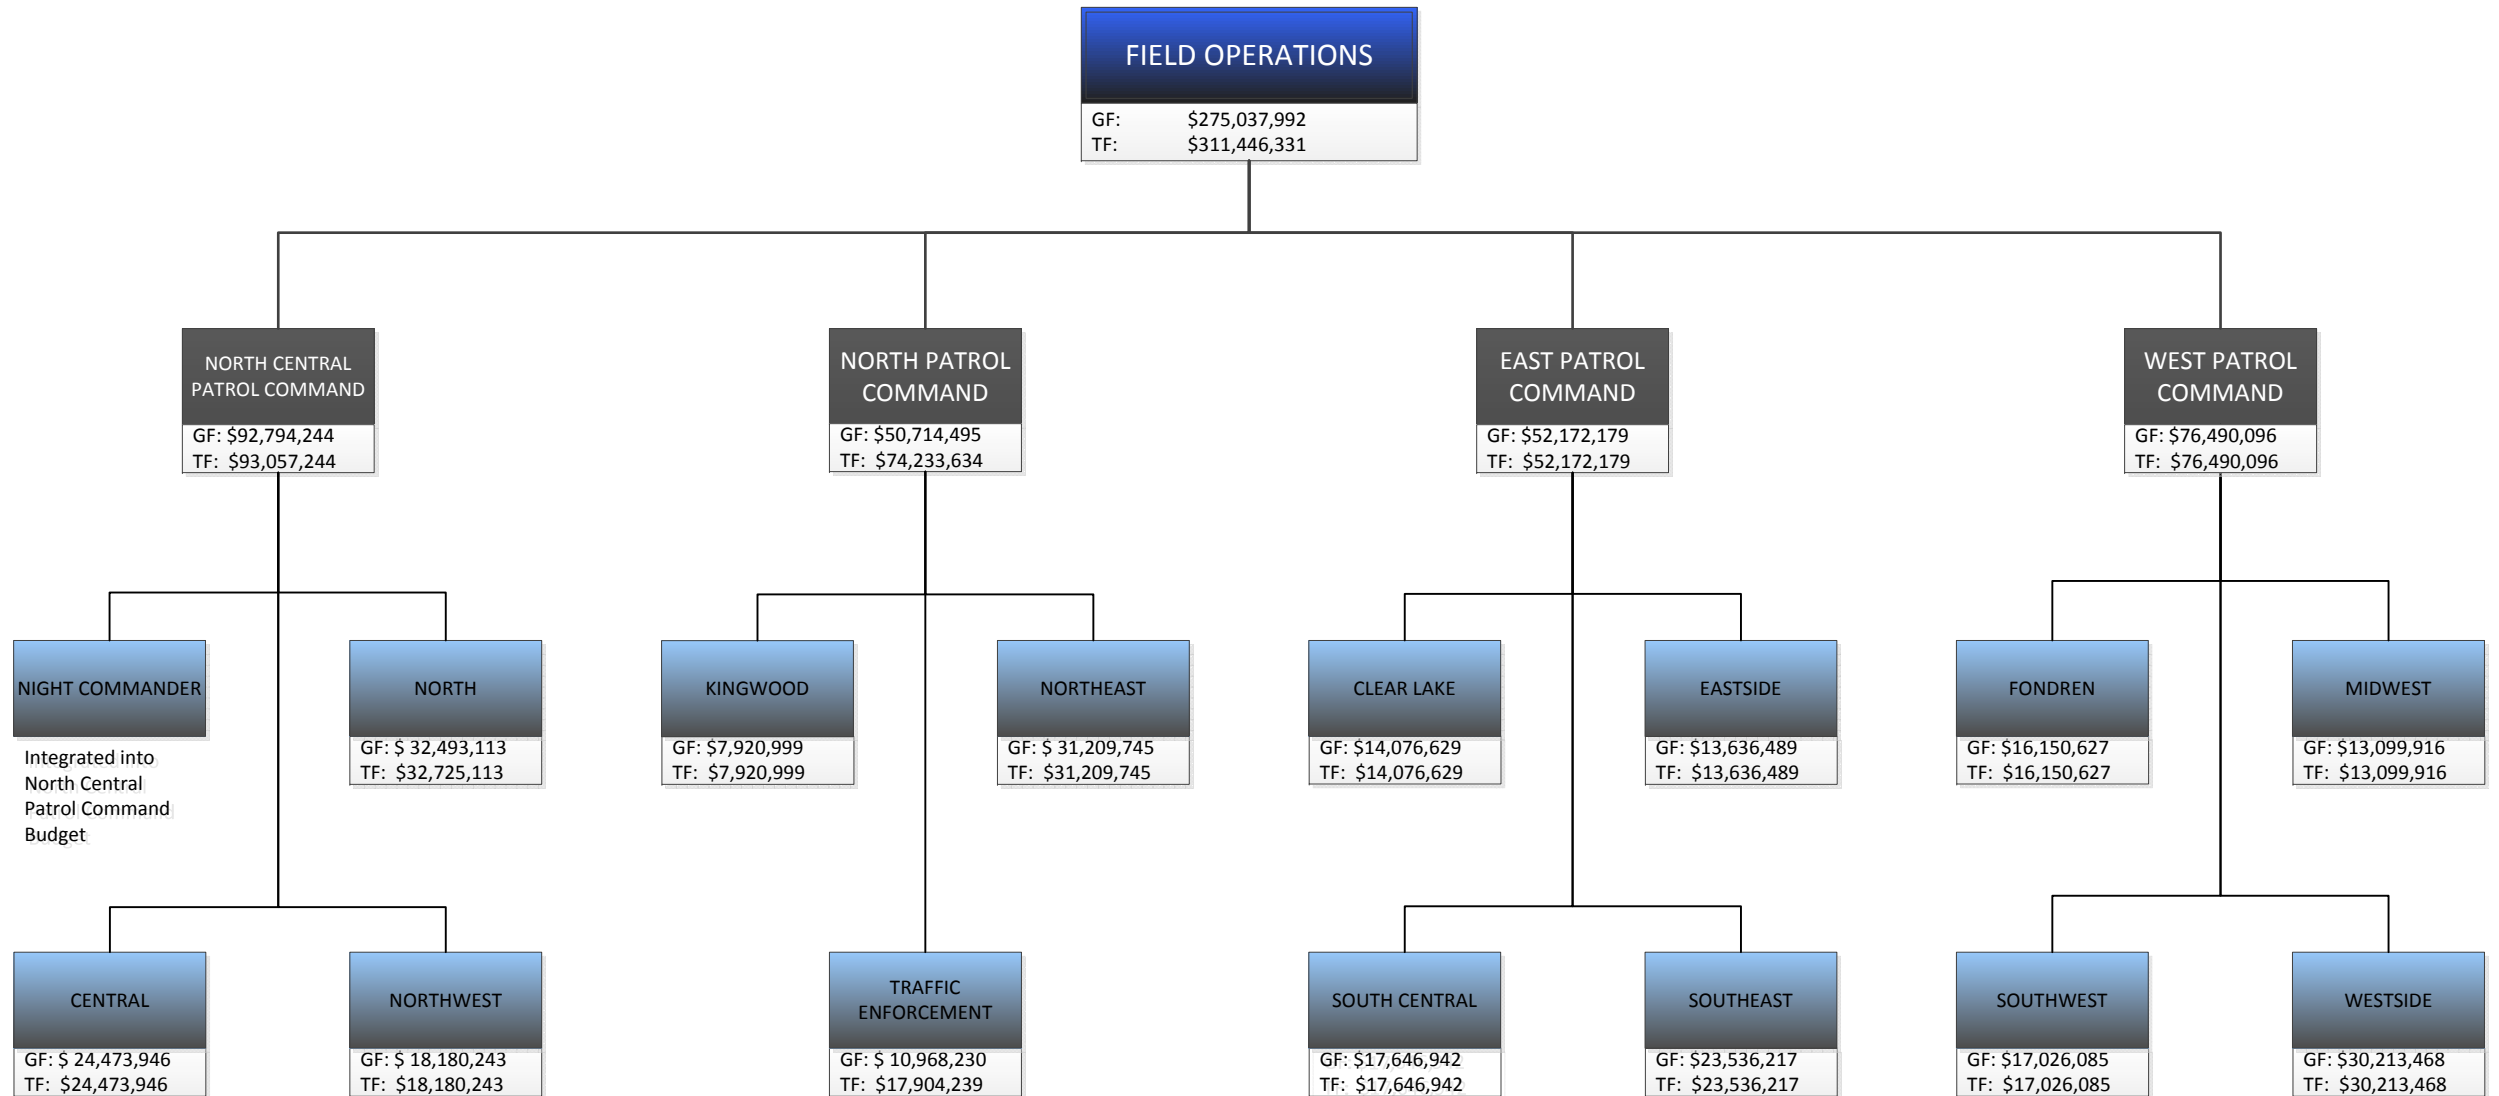 FIELD OPERATIONS
GF: $275,037,992
TF: $311,446,331
NORTH CENTRAL
PATROL COMMAND
GF: $92,794,244
TF: $93,057,244
NORTH PATROL
COMMAND
GF: $50,714,495
TF: $74,233,634
EAST PATROL
COMMAND
GF: $52,172,179
TF: $52,172,179
WEST PATROL
COMMAND
GF: $76,490,096
TF: $76,490,096
NIGHT COMMANDER
Integrated into
North Central
Patrol Command
Budget
NORTH
GF: $ 32,493,113
TF: $32,725,113
KINGWOOD
GF: $7,920,999
TF: $7,920,999
NORTHEAST
GF: $ 31,209,745
TF: $31,209,745
CLEAR LAKE
GF: $14,076,629
TF: $14,076,629
EASTSIDE
GF: $13,636,489
TF: $13,636,489
FONDREN
GF: $16,150,627
TF: $16,150,627
MIDWEST
GF: $13,099,916
TF: $13,099,916
CENTRAL
GF: $ 24,473,946
TF: $24,473,946
NORTHWEST
GF: $ 18,180,243
TF: $18,180,243
TRAFFIC
ENFORCEMENT
GF: $ 10,968,230
TF: $17,904,239
SOUTH CENTRAL
GF: $17,646,942
TF: $17,646,942
SOUTHEAST
GF: $23,536,217
TF: $23,536,217
SOUTHWEST
GF: $17,026,085
TF: $17,026,085
WESTSIDE
GF: $30,213,468
TF: $30,213,468